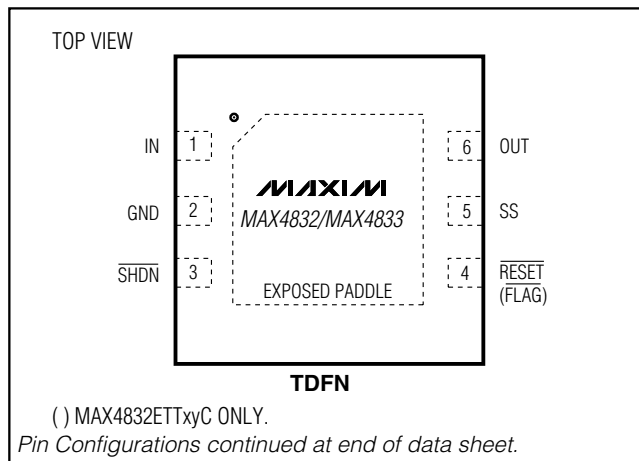 TOP VIEW
IN 1
6 OUT
MAXIM
MAX4832/MAX4833
GND 2
5 SS
SHDN 3
4 RESET
(FLAG)
EXPOSED PADDLE
TDFN
( ) MAX4832ETTxyC ONLY.
Pin Configurations continued at end of data sheet.